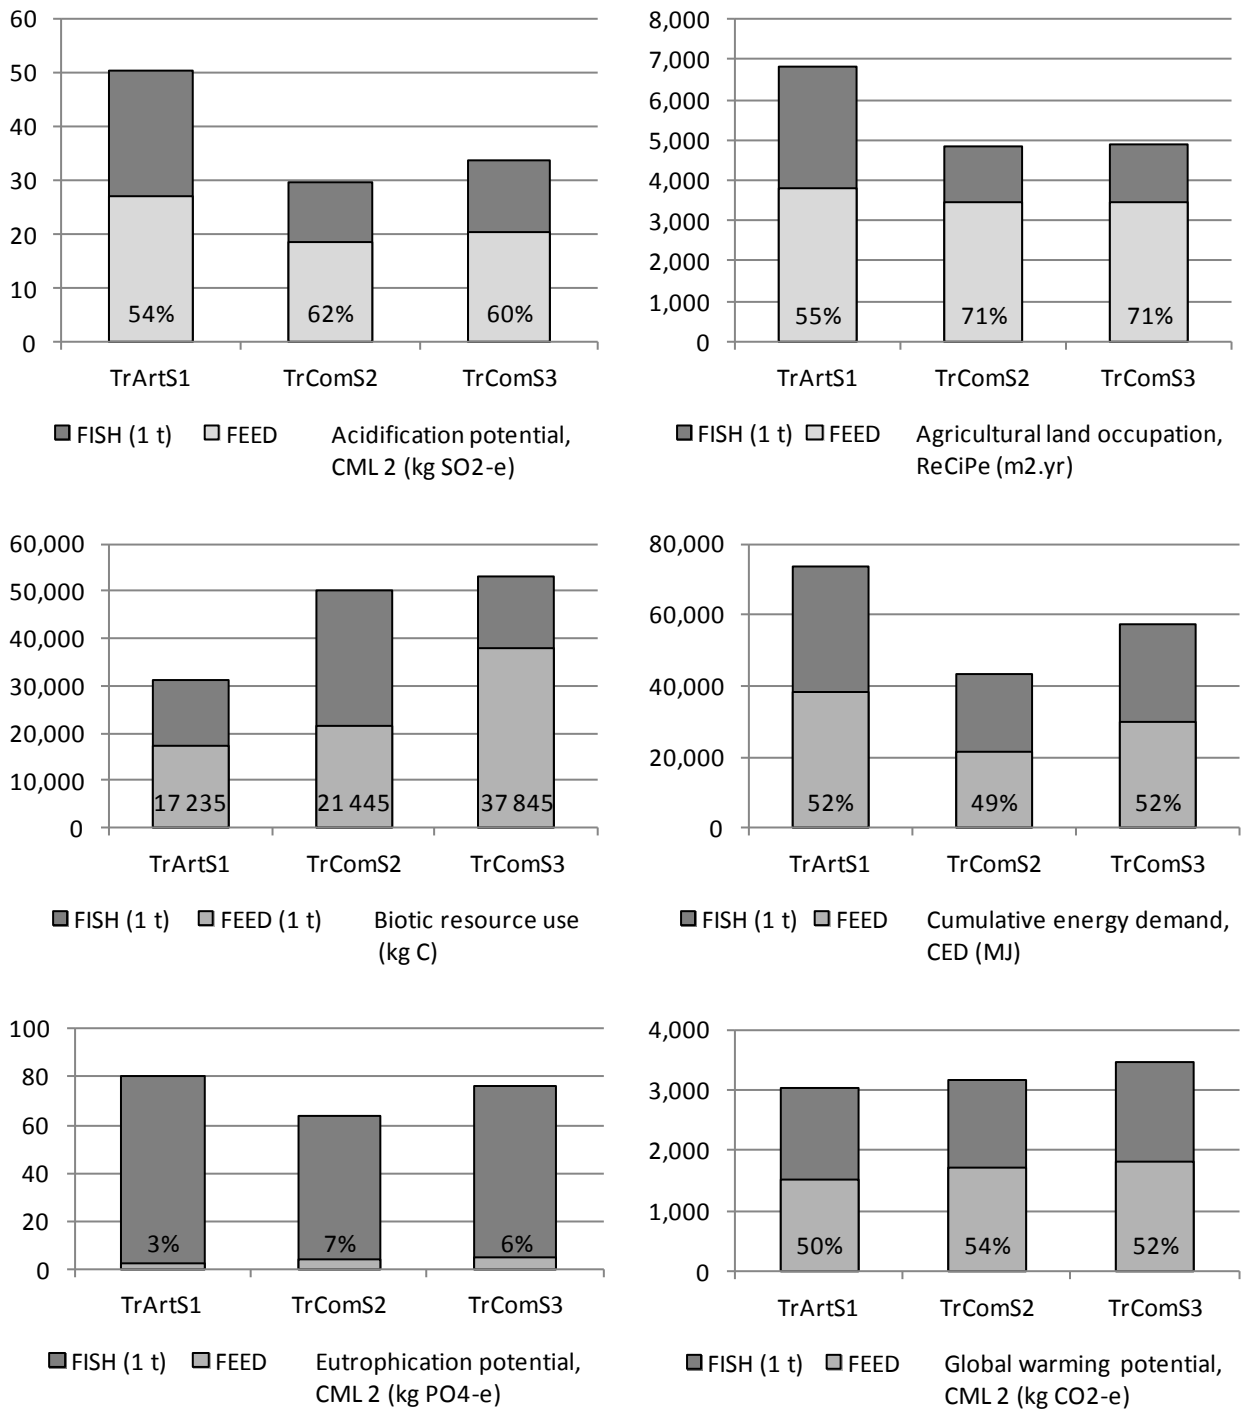 60
50
40
30
20
10
0
54%
62%
60%
TrArtS1
TrComS2
TrComS3
FISH (1 t)
FEED
Acidification potential,
CML 2 (kg SO2-e)
8,000
7,000
6,000
5,000
4,000
3,000
2,000
1,000
0
55%
71%
71%
TrArtS1
TrComS2
TrComS3
FISH (1 t)
FEED
Agricultural land occupation,
ReCiPe (m2.yr)
60,000
50,000
40,000
30,000
20,000
10,000
0
17 235
21 445
37 845
TrArtS1
TrComS2
TrComS3
FISH (1 t)
FEED (1 t)
Biotic resource use
(kg C)
80,000
60,000
40,000
20,000
0
52%
49%
52%
TrArtS1
TrComS2
TrComS3
FISH (1 t)
FEED
Cumulative energy demand,
CED (MJ)
100
80
60
40
20
0
3%
7%
6%
TrArtS1
TrComS2
TrComS3
FISH (1 t)
FEED
Eutrophication potential,
CML 2 (kg PO4-e)
4,000
3,000
2,000
1,000
0
50%
54%
52%
TrArtS1
TrComS2
TrComS3
FISH (1 t)
FEED
Global warming potential,
CML 2 (kg CO2-e)